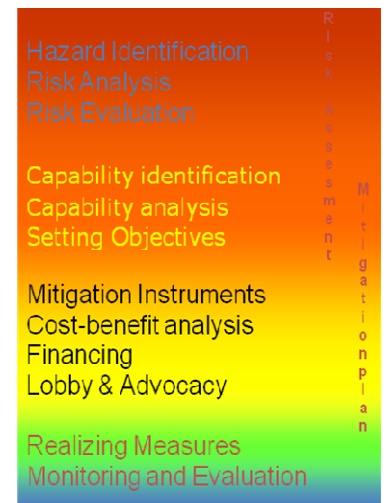 Hazard Identification
Risk Analysis
Risk Evaluation
Capability identification
Capability analysis
Setting Objectives
Mitigation Instruments
Cost-benefit analysis
Financing
Lobby & Advocacy
Realizing Measures
Monitoring and Evaluation
Risk Assesment
Mitigationplan